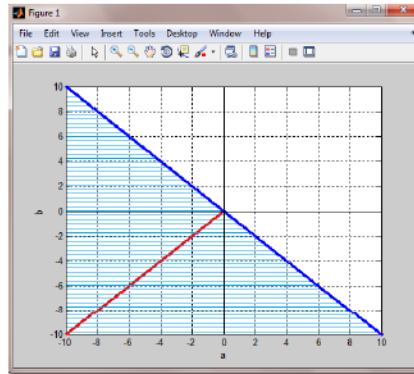 Figure 1
File Edit View Insert Tools Desktop Window Help
10
8
6
4
2
0
-2
-4
-6
-8
-10
b
-10 -8 -6 -4 -2 0 2 4 6 8 10
a